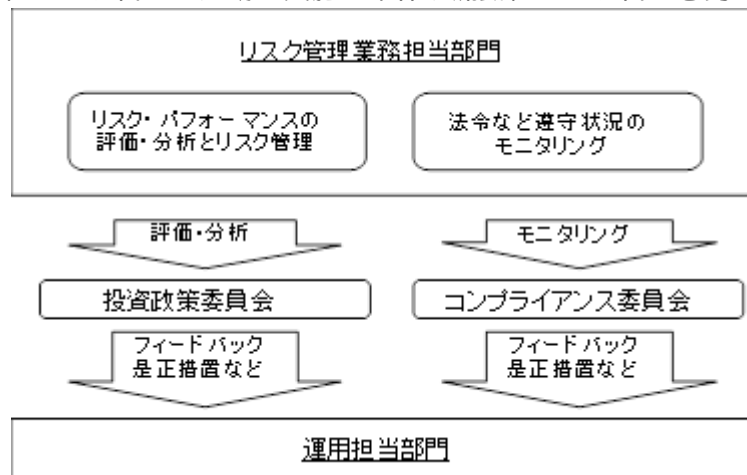 リスク管理業務担当部門
リスク・パフォーマンスの
評価・分析とリスク管理
法令など遵守状況の
モニタリング
評価・分析
モニタリング
投資政策委員会
コンプライアンス委員会
フィードバック
是正措置など
フィードバック
是正措置など
運用担当部門